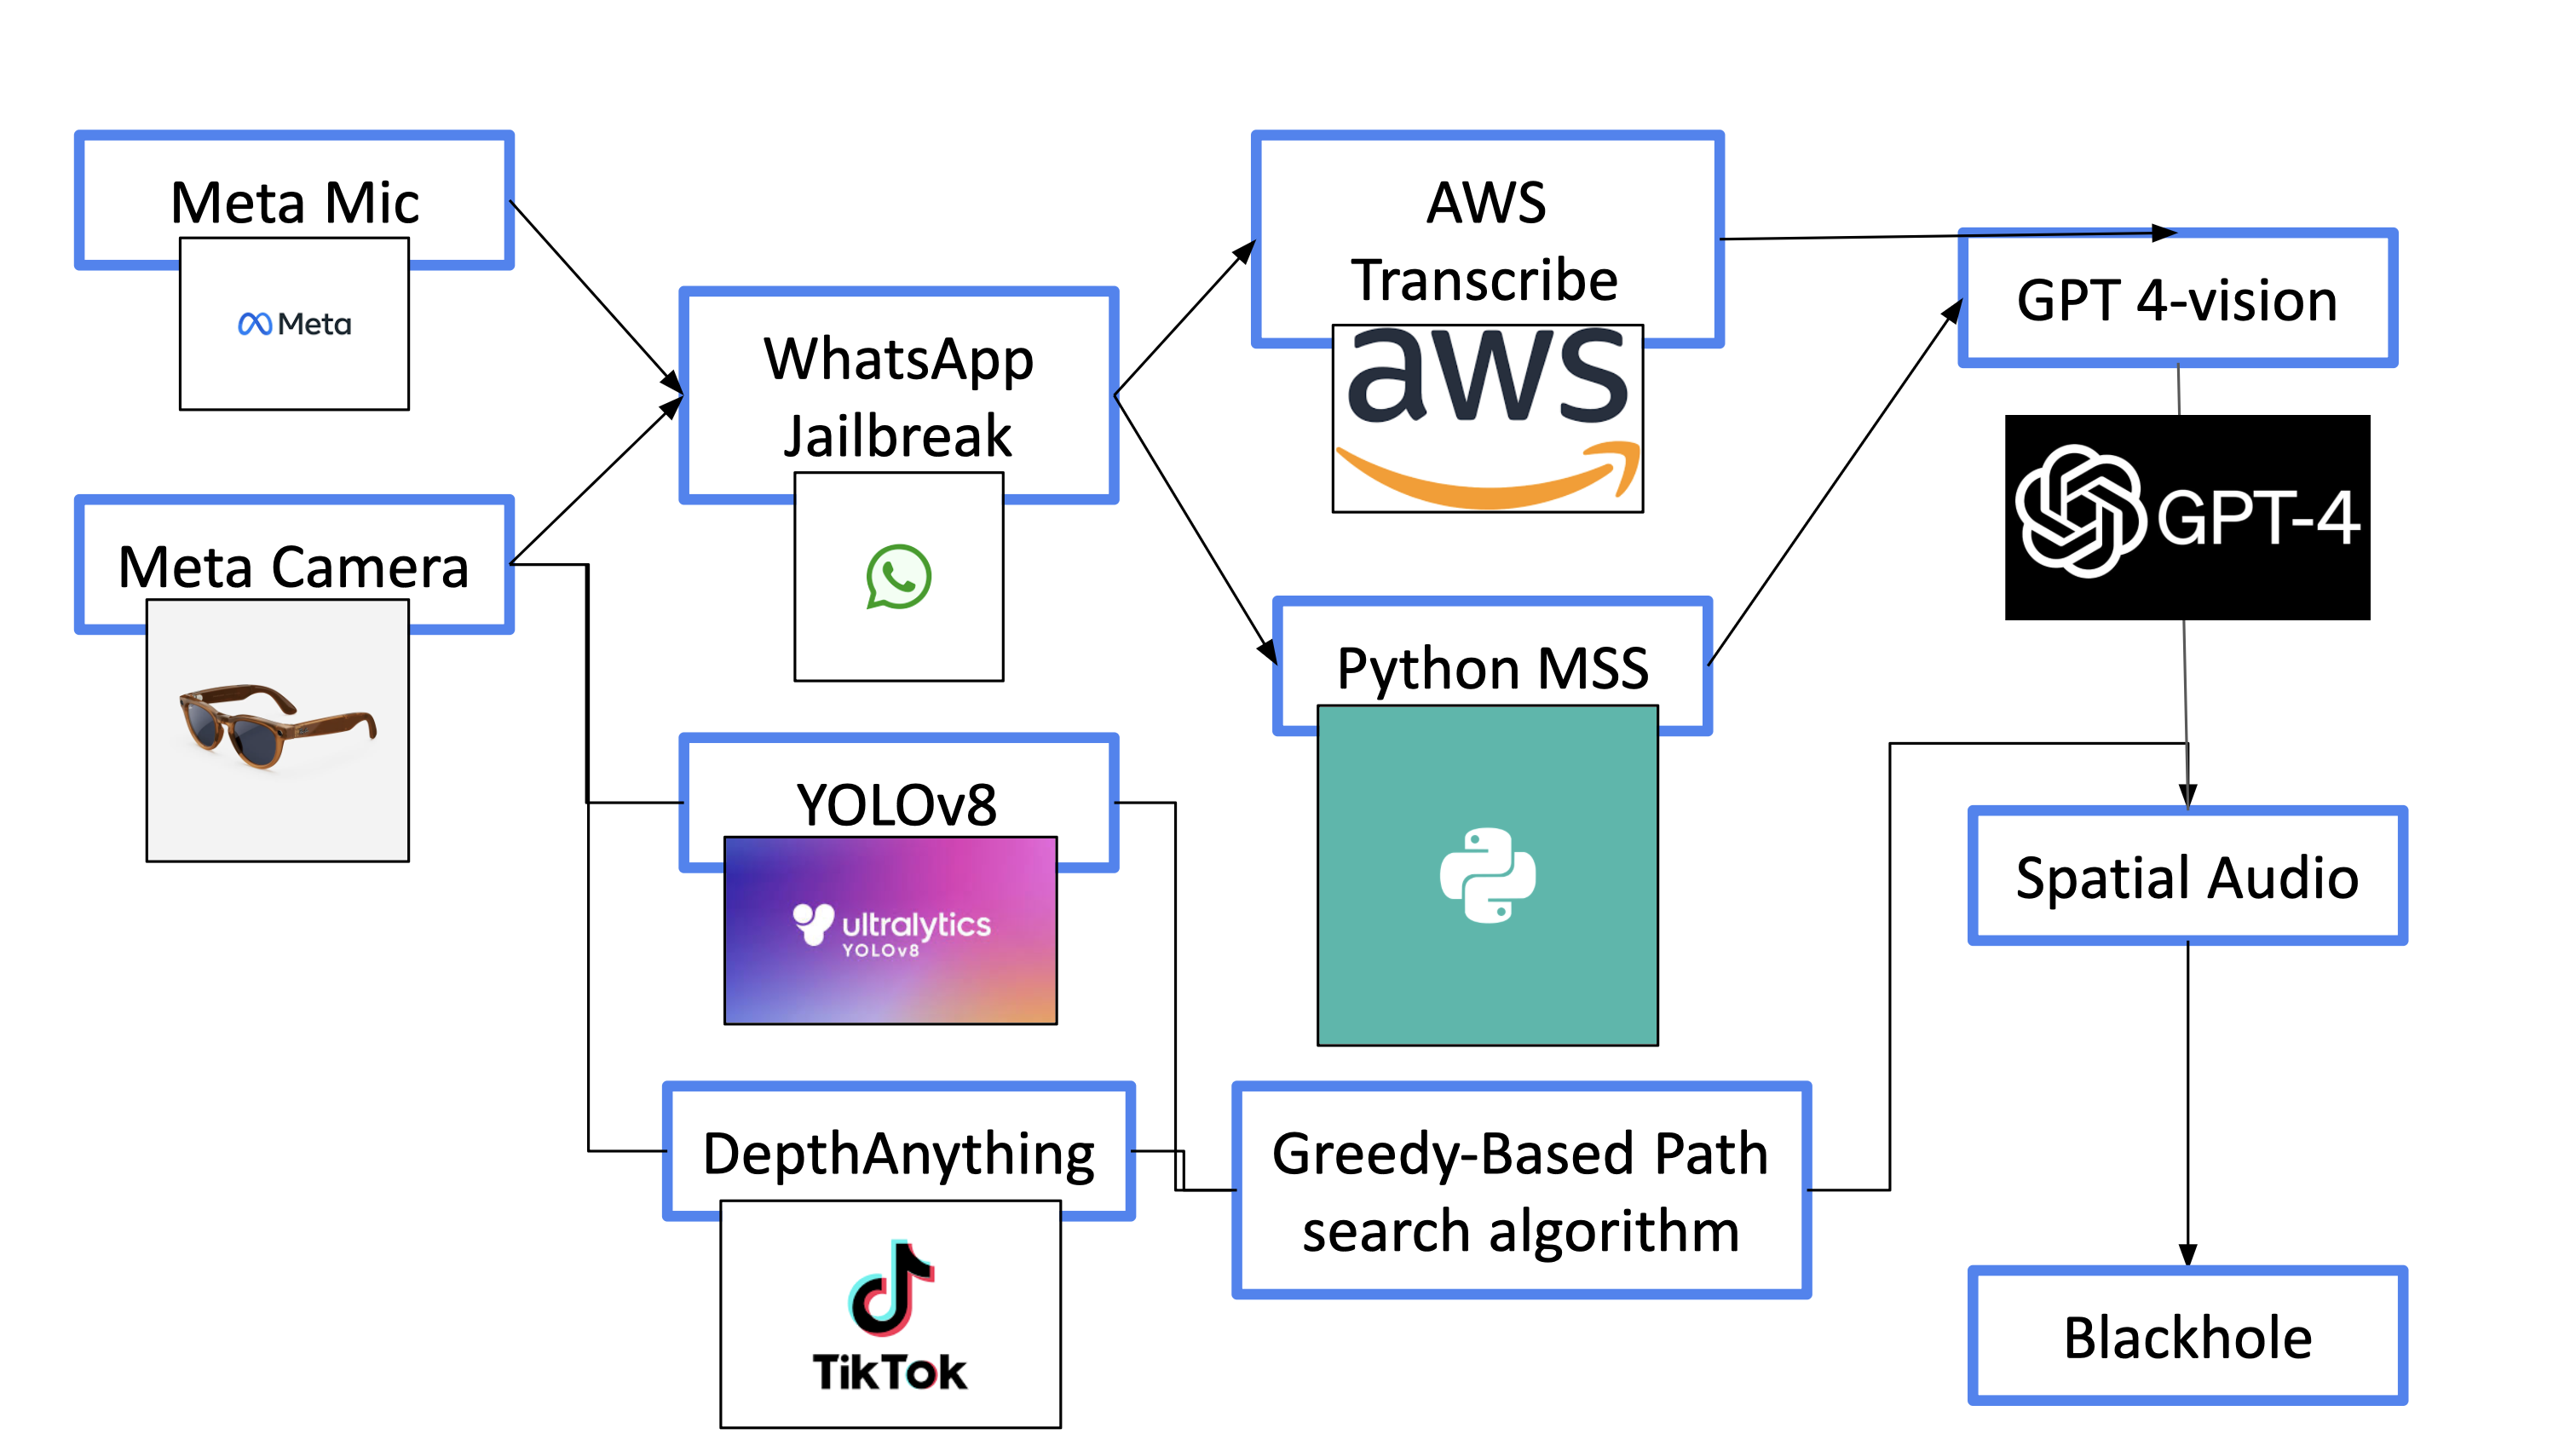 Meta Mic
Meta
Meta Camera
WhatsApp
Jailbreak
YOLOv8
ultralytics
YOLOv8
DepthAnything
TikTok
AWS
Transcribe
aws
Python MSS
Greedy-Based Path
search algorithm
GPT 4-vision
GPT-4
Spatial Audio
Blackhole